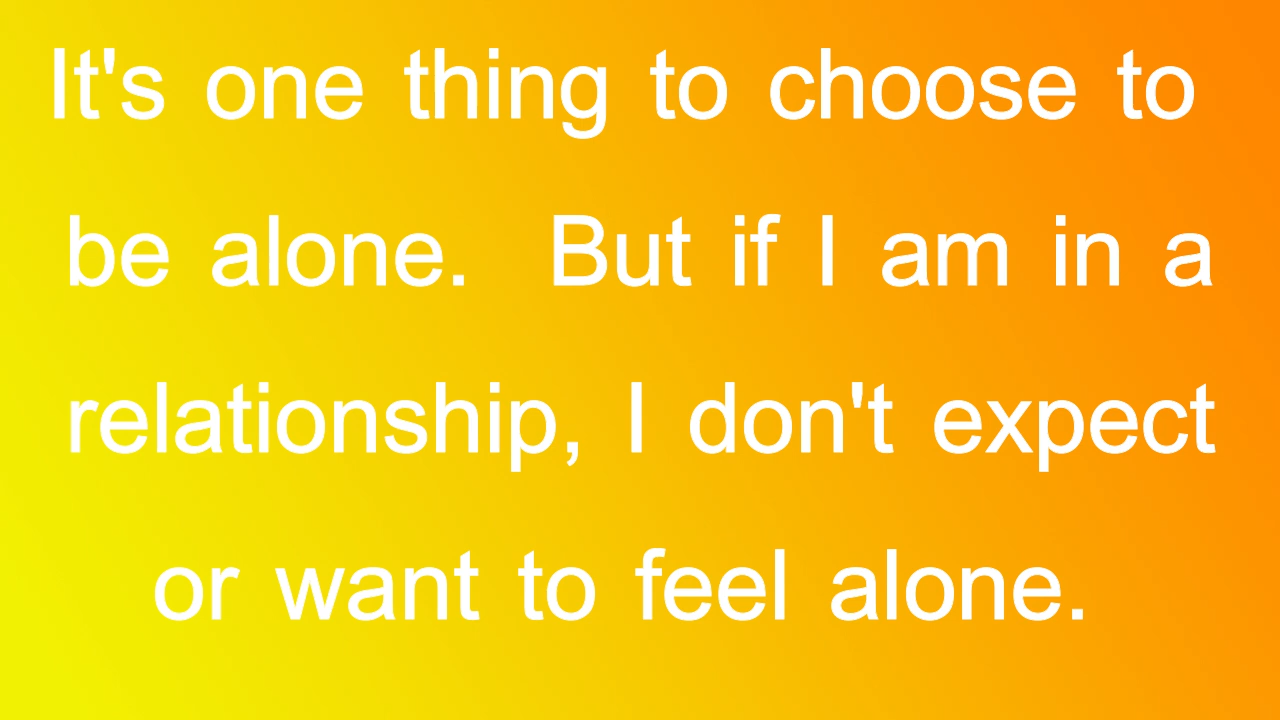 It's one thing to choose to
be alone.  But if I am in a
relationship, I don't expect
or want to feel alone.